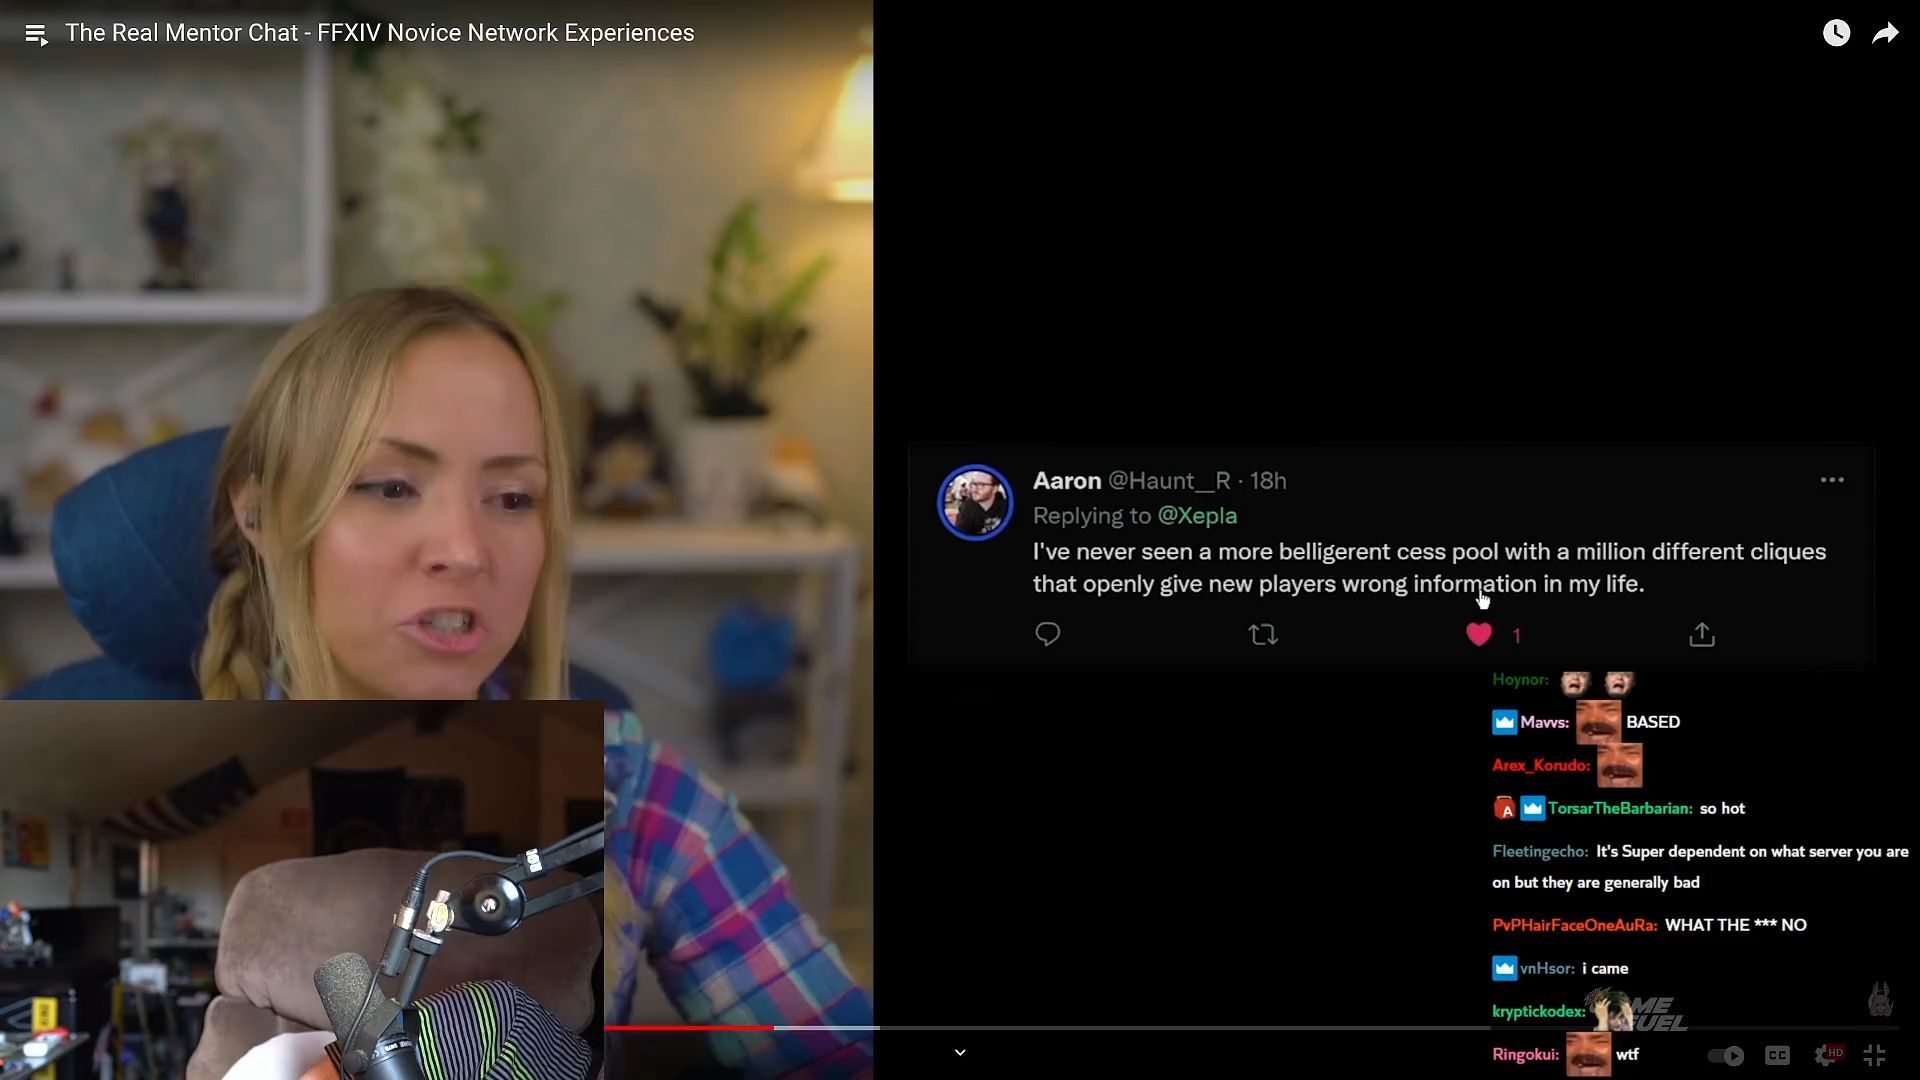 The Real Mentor Chat - FFXIV Novice Network Experiences
Aaron @Haunt__R · 18h
Replying to @Xepla
I've never seen a more belligerent cess pool with a million different cliques
that openly give new players wrong information in my life.
1
Hoynor:
Mavvs: BASED
Arex_Korudo:
TorsarTheBarbarian: so hot
Fleetingecho: It's Super dependent on what server you are
on but they are generally bad
PvPHairFaceOneAuRa: WHAT THE *** NO
vnHsor: i came
kryptickodex:
Ringokui: wtf
CC
HD